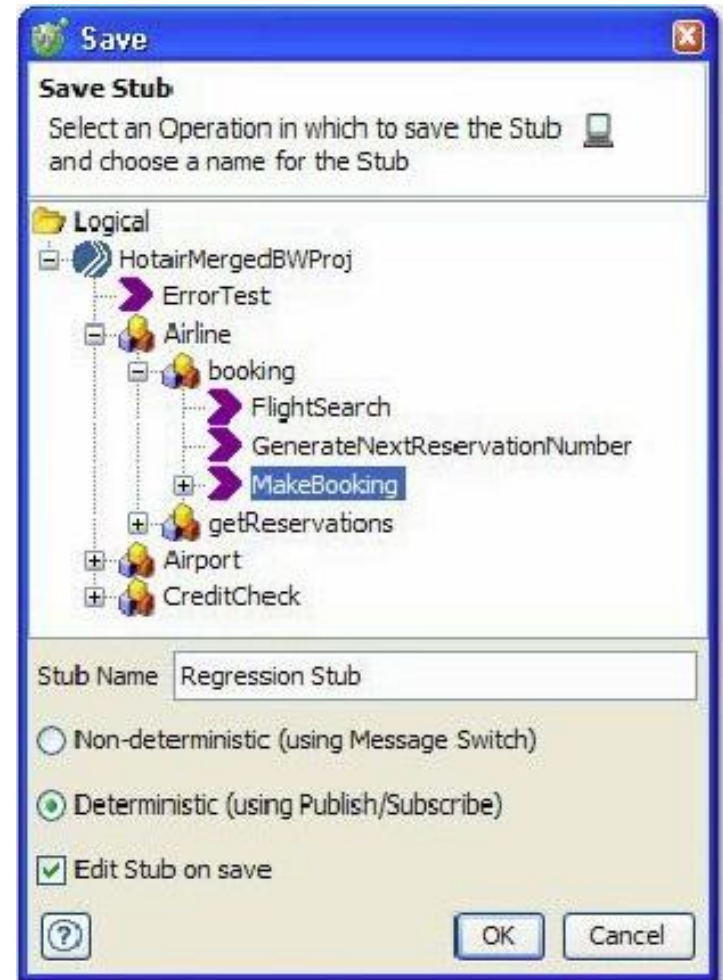 Save
Save Stub
Select an Operation in which to save the Stub
and choose a name for the Stub
Logical
HotairMergedBWProj
ErrorTest
Airline
booking
FlightSearch
GenerateNextReservationNumber
MakeBooking
getReservations
Airport
CreditCheck
Stub Name Regression Stub
Non-deterministic (using Message Switch)
Deterministic (using Publish/Subscribe)
Edit Stub on save
? OK Cancel